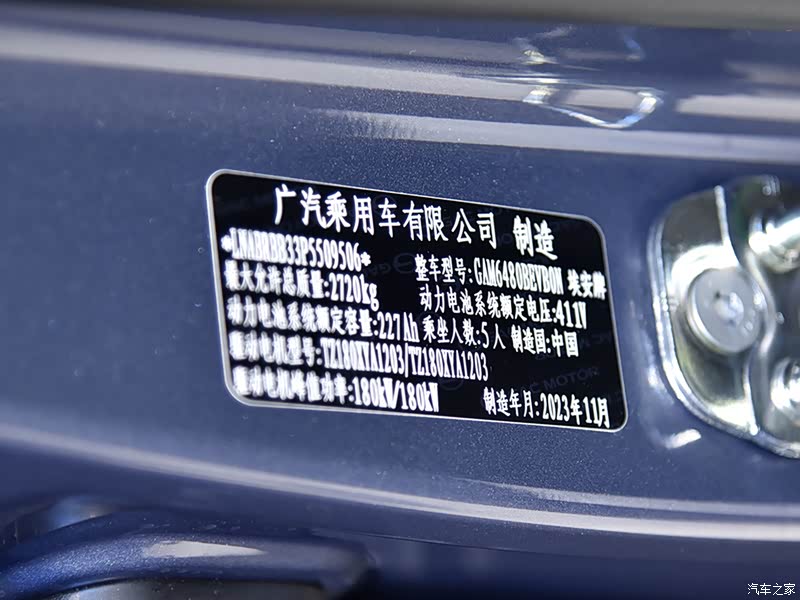 广汽乘用车有限公司 制造
*LNABRBB33P5509506* 整车型号:GAM6480BEVB0N 埃安牌
最大允许总质量:2720kg 动力电池系统额定电压:411V
动力电池系统额定容量:227Ah 乘坐人数:5人 制造国:中国
驱动电机型号:TZ180XYA1203/TZ180XYA1203
驱动电机峰值功率:180kW/180kW 制造年月:2023年11月
汽车之家